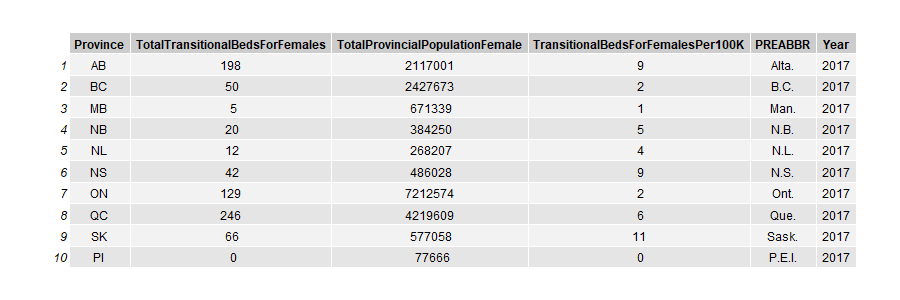 Province TotalTransitionalBedsForFemales TotalProvincialPopulationFemale TransitionalBedsForFemalesPer100K PREABBR Year
1 AB 198 2117001 9 Alta. 2017
2 BC 50 2427673 2 B.C. 2017
3 MB 5 671339 1 Man. 2017
4 NB 20 384250 5 N.B. 2017
5 NL 12 268207 4 N.L. 2017
6 NS 42 486028 9 N.S. 2017
7 ON 129 7212574 2 Ont. 2017
8 QC 246 4219609 6 Que. 2017
9 SK 66 577058 11 Sask. 2017
10 PI 0 77666 0 P.E.I. 2017